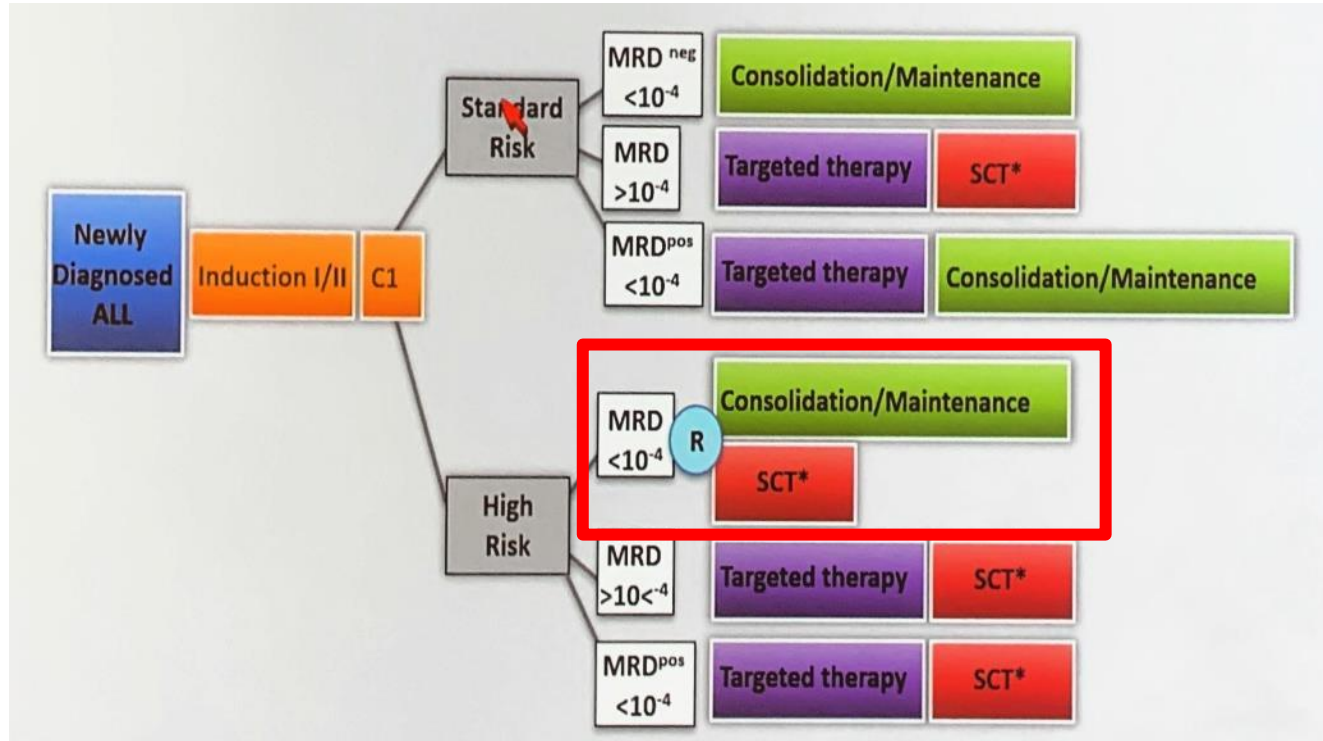 Newly
Diagnosed
ALL
Induction I/II
C1
Standard
Risk
MRD neg
<10-4
Consolidation/Maintenance
MRD
>10-4
Targeted therapy
SCT*
MRDpos
<10-4
Targeted therapy
Consolidation/Maintenance
High
Risk
MRD
<10-4
R
Consolidation/Maintenance
SCT*
MRD
>10<-4
Targeted therapy
SCT*
MRDpos
<10-4
Targeted therapy
SCT*